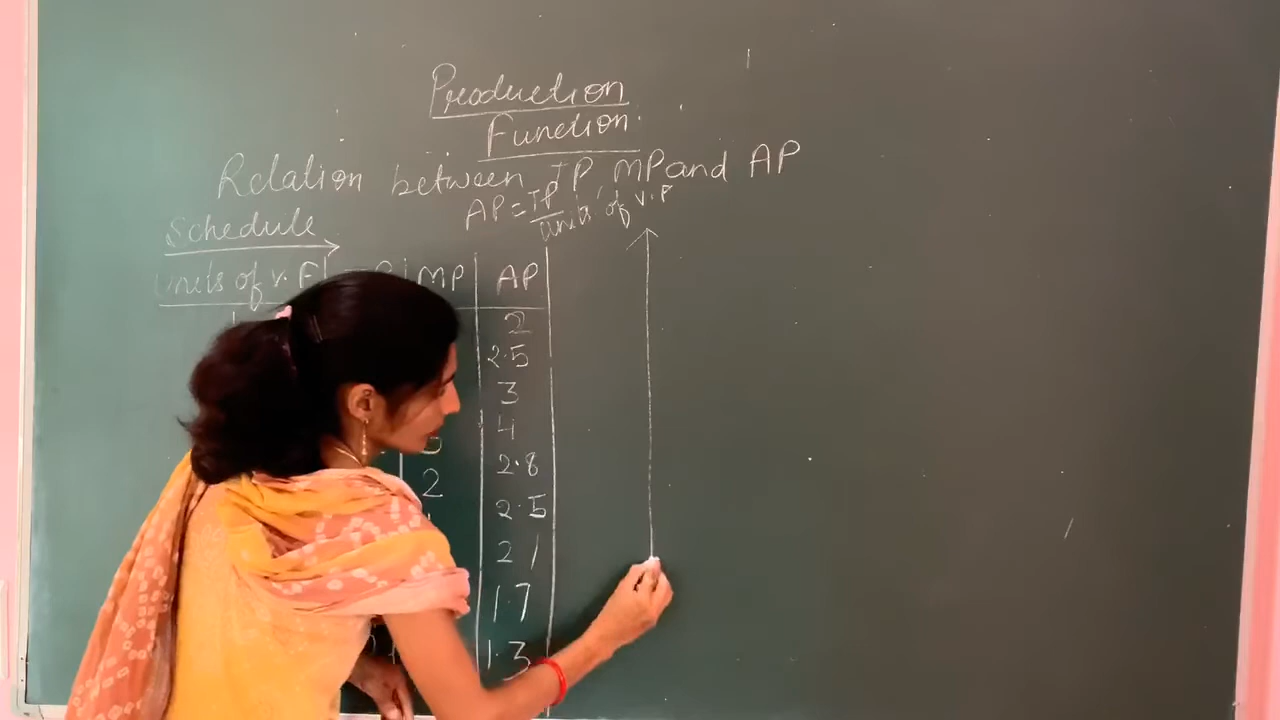 Production
Function.
Relation between TP, MP and AP
AP = TP / units of V.F
Schedule
Units of V.F MP AP
2
2.5
3
4
2.8
2 2.5
2 1
1.7
1.3